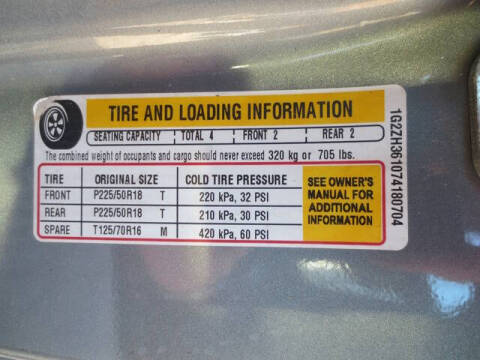 TIRE AND LOADING INFORMATION
SEATING CAPACITY TOTAL 4 FRONT 2 REAR 2
The combined weight of occupants and cargo should never exceed 320 kg or 705 lbs.
TIRE ORIGINAL SIZE COLD TIRE PRESSURE
FRONT P225/50R18 T 220 kPa, 32 PSI
REAR P225/50R18 T 210 kPa, 30 PSI
SPARE T125/70R16 M 420 kPa, 60 PSI
SEE OWNER'S
MANUAL FOR
ADDITIONAL
INFORMATION
1G2ZH361074180704